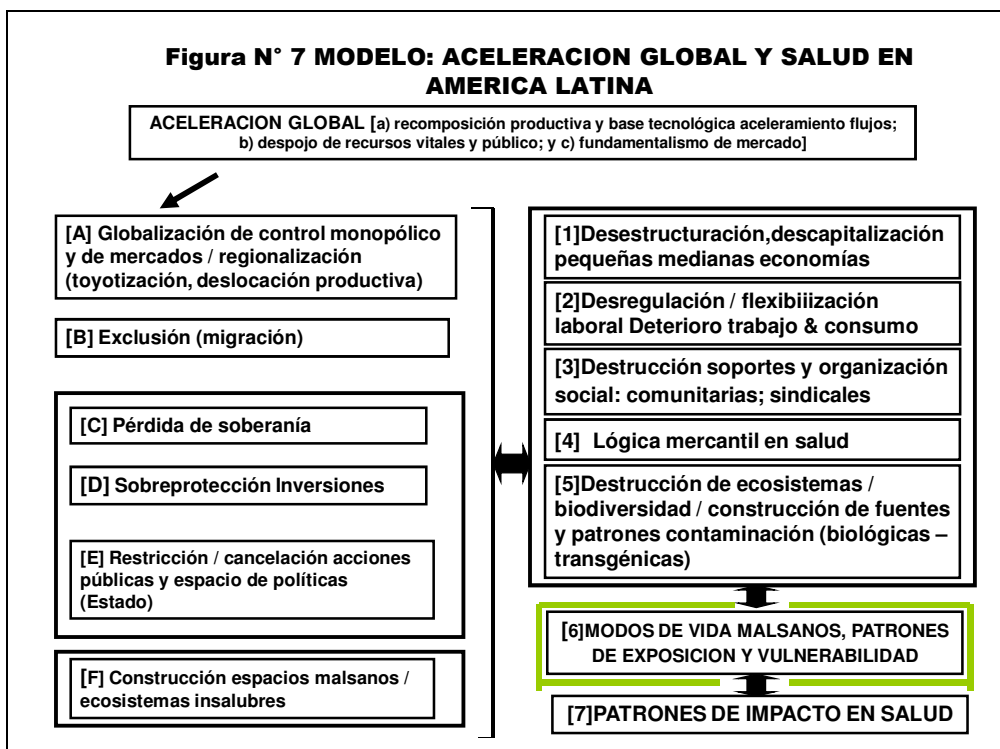 Figura N° 7 MODELO: ACELERACION GLOBAL Y SALUD EN
AMERICA LATINA
ACELERACION GLOBAL [a) recomposición productiva y base tecnológica aceleramiento flujos;
b) despojo de recursos vitales y público; y c) fundamentalismo de mercado]
[A] Globalización de control monopólico
y de mercados / regionalización
(toyotización, deslocación productiva)
[B] Exclusión (migración)
[C] Pérdida de soberanía
[D] Sobreprotección Inversiones
[E] Restricción / cancelación acciones
públicas y espacio de políticas
(Estado)
[F] Construcción espacios malsanos /
ecosistemas insalubres
[1]Desestructuración,descapitalización
pequeñas medianas economías
[2]Desregulación / flexibiiización
laboral Deterioro trabajo & consumo
[3]Destrucción soportes y organización
social: comunitarias; sindicales
[4] Lógica mercantil en salud
[5]Destrucción de ecosistemas /
biodiversidad / construcción de fuentes
y patrones contaminación (biológicas –
transgénicas)
[6]MODOS DE VIDA MALSANOS, PATRONES
DE EXPOSICION Y VULNERABILIDAD
[7]PATRONES DE IMPACTO EN SALUD